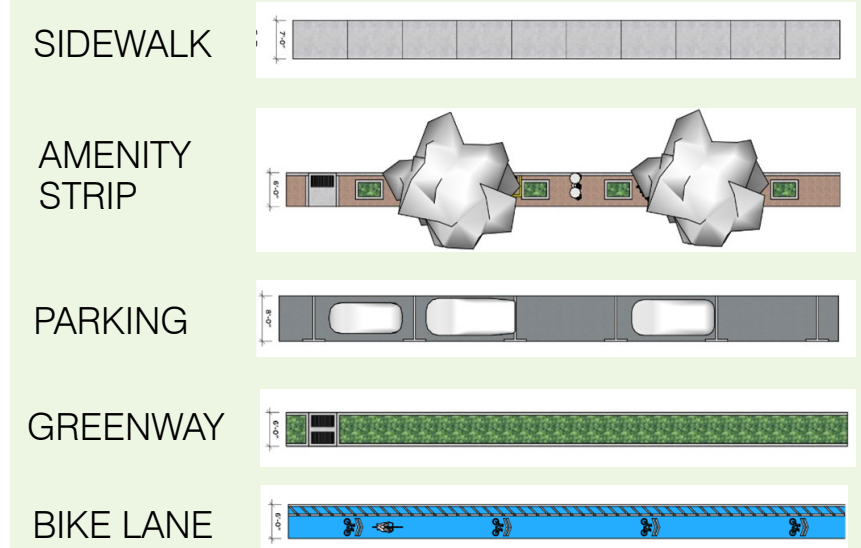 SIDEWALK
7'-0"
AMENITY
STRIP
6'-0"
PARKING
8'-0"
GREENWAY
6'-0"
BIKE LANE
6'-0"